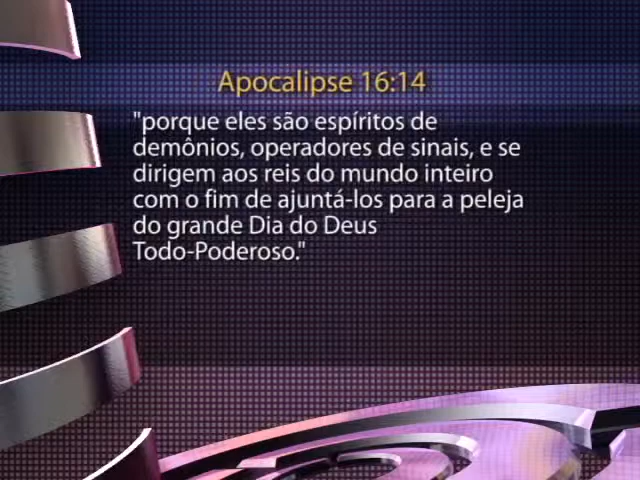 Apocalipse 16:14
"porque eles são espíritos de
demônios, operadores de sinais, e se
dirigem aos reis do mundo inteiro
com o fim de ajuntá-los para a peleja
do grande Dia do Deus
Todo-Poderoso."